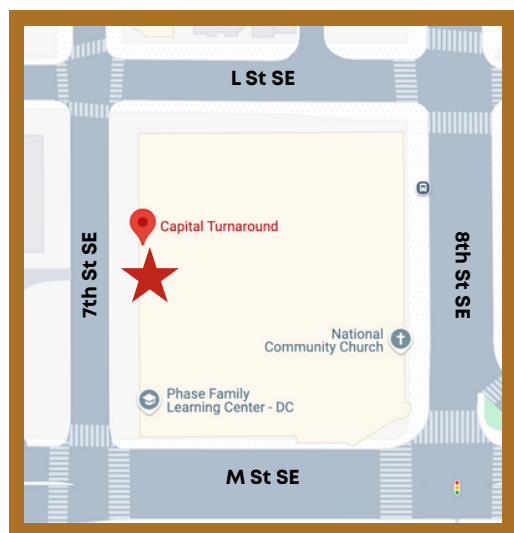 L St SE
Capital Turnaround
7th St SE
8th St SE
National
Community Church
Phase Family
Learning Center - DC
M St SE